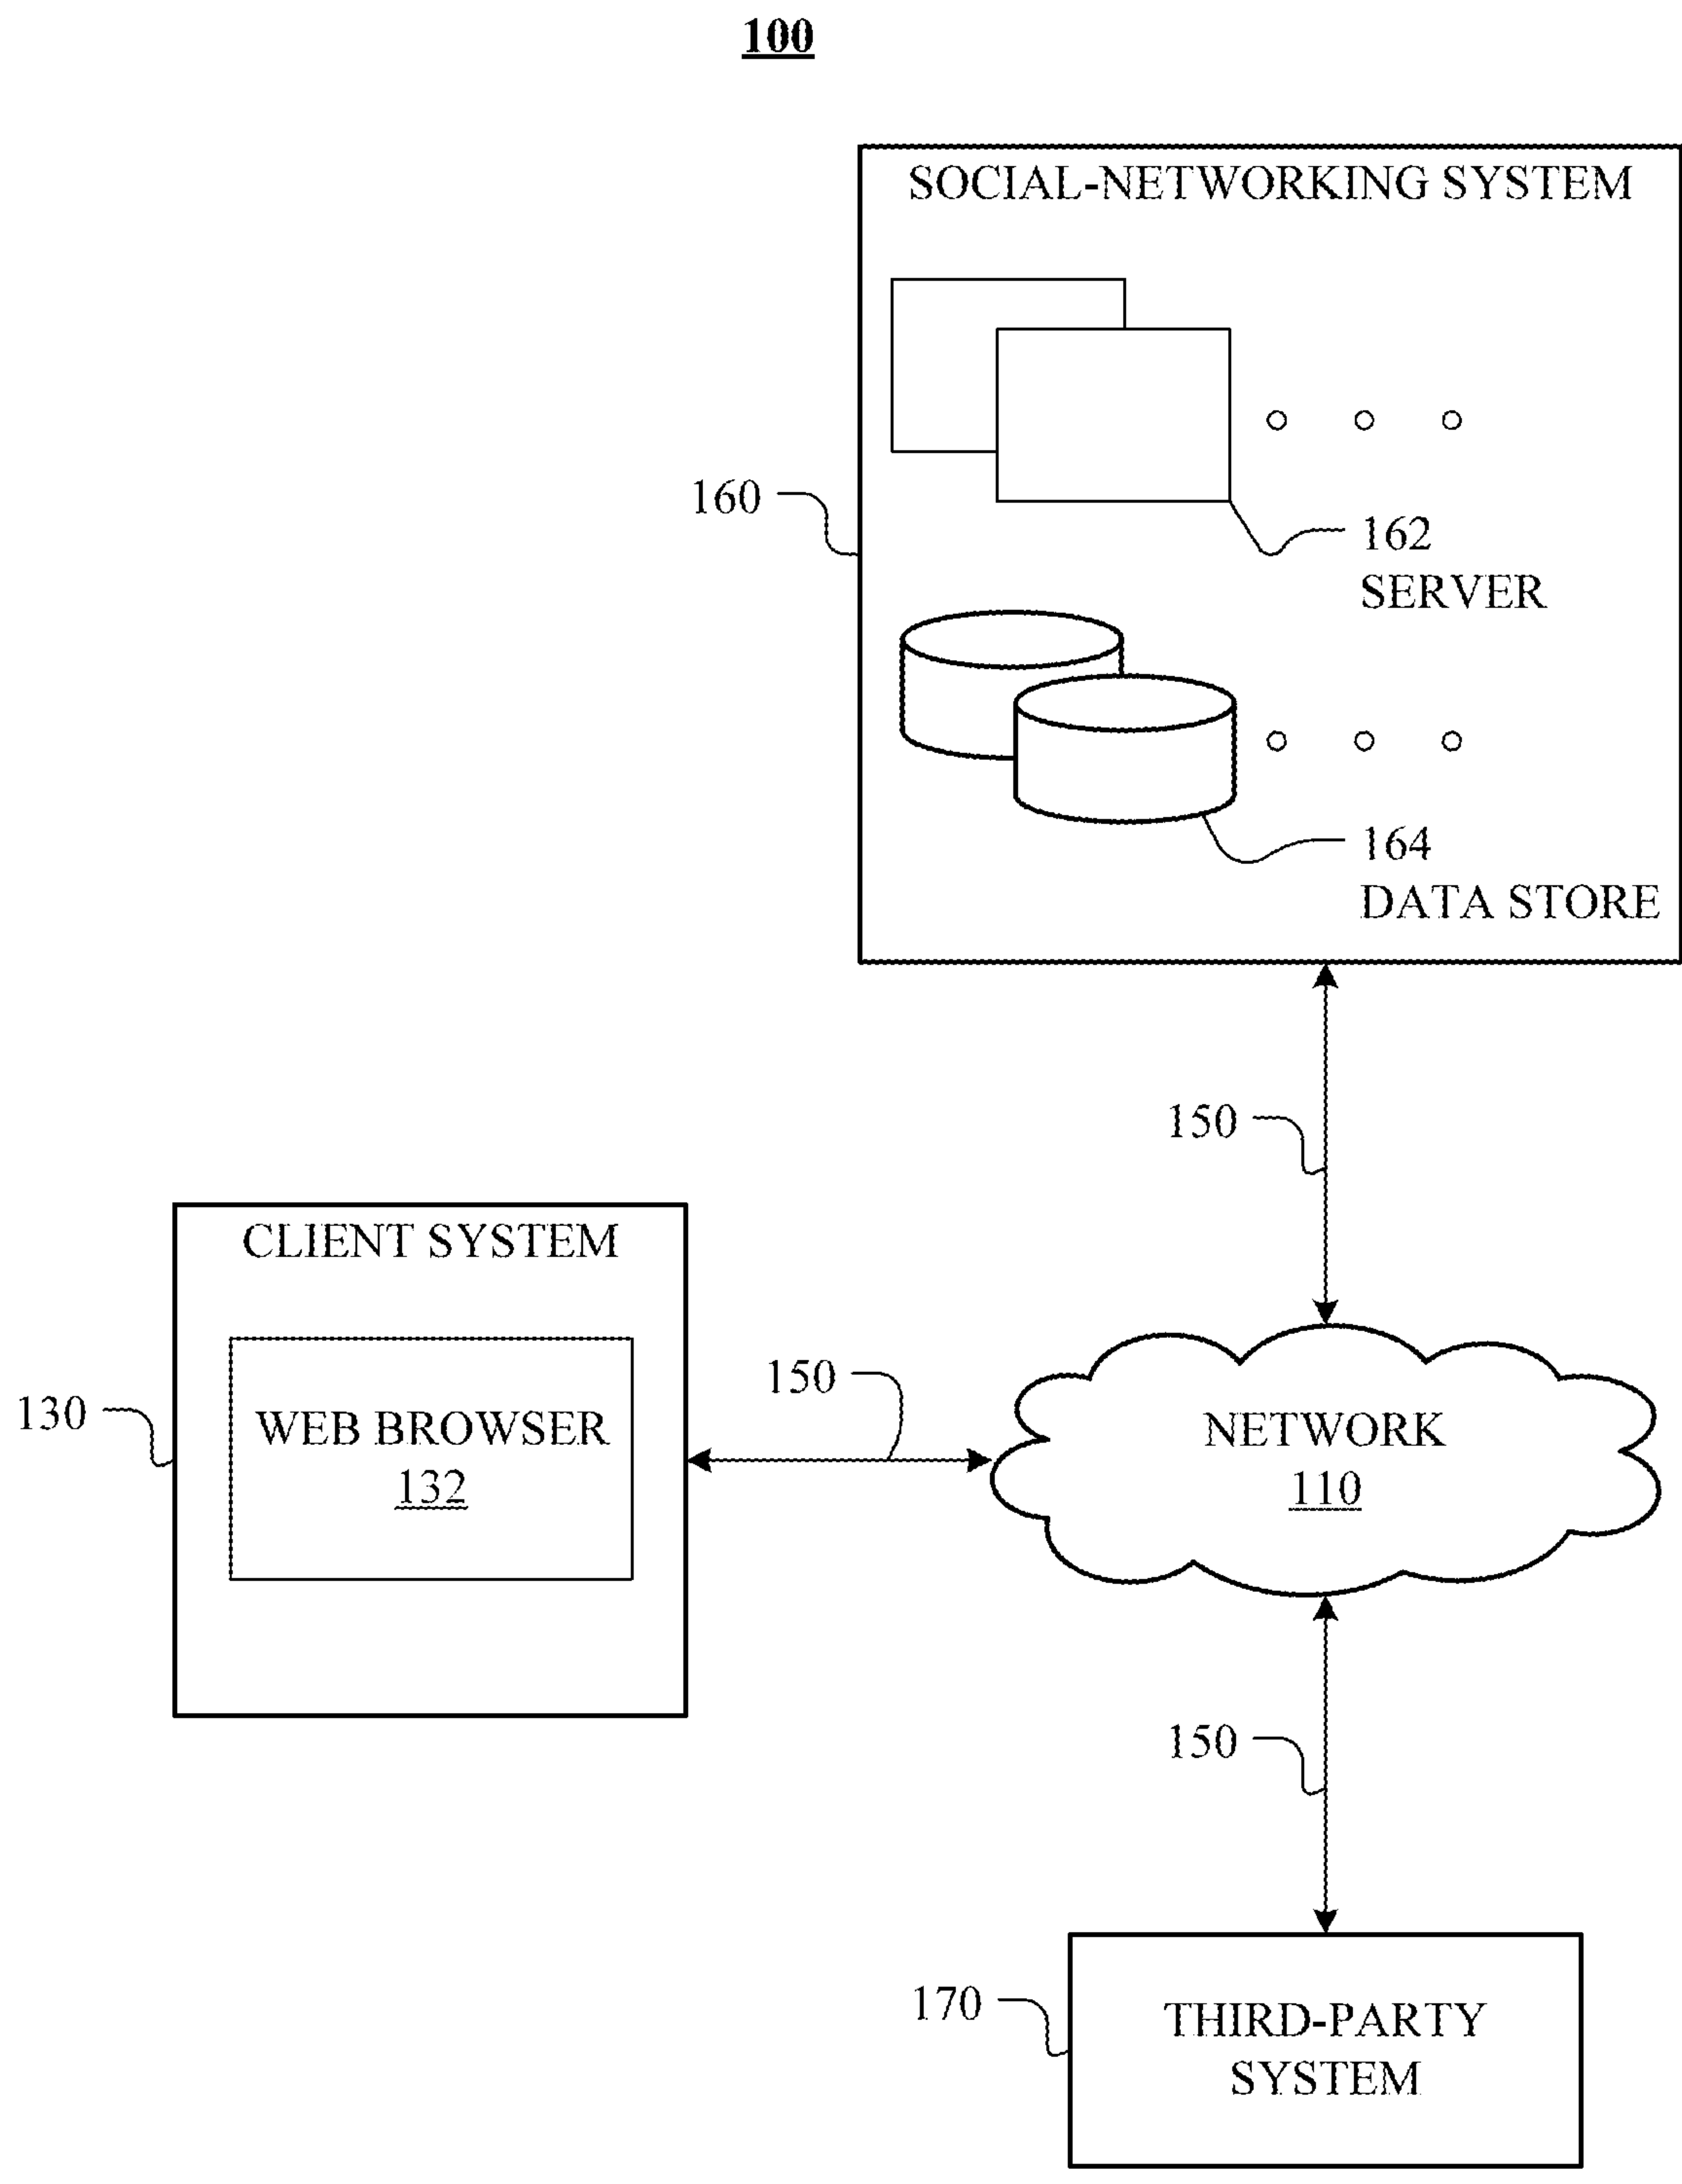 100
SOCIAL-NETWORKING SYSTEM
160
162
SERVER
164
DATA STORE
150
CLIENT SYSTEM
130
WEB BROWSER
132
150
NETWORK
110
150
170
THIRD-PARTY
SYSTEM